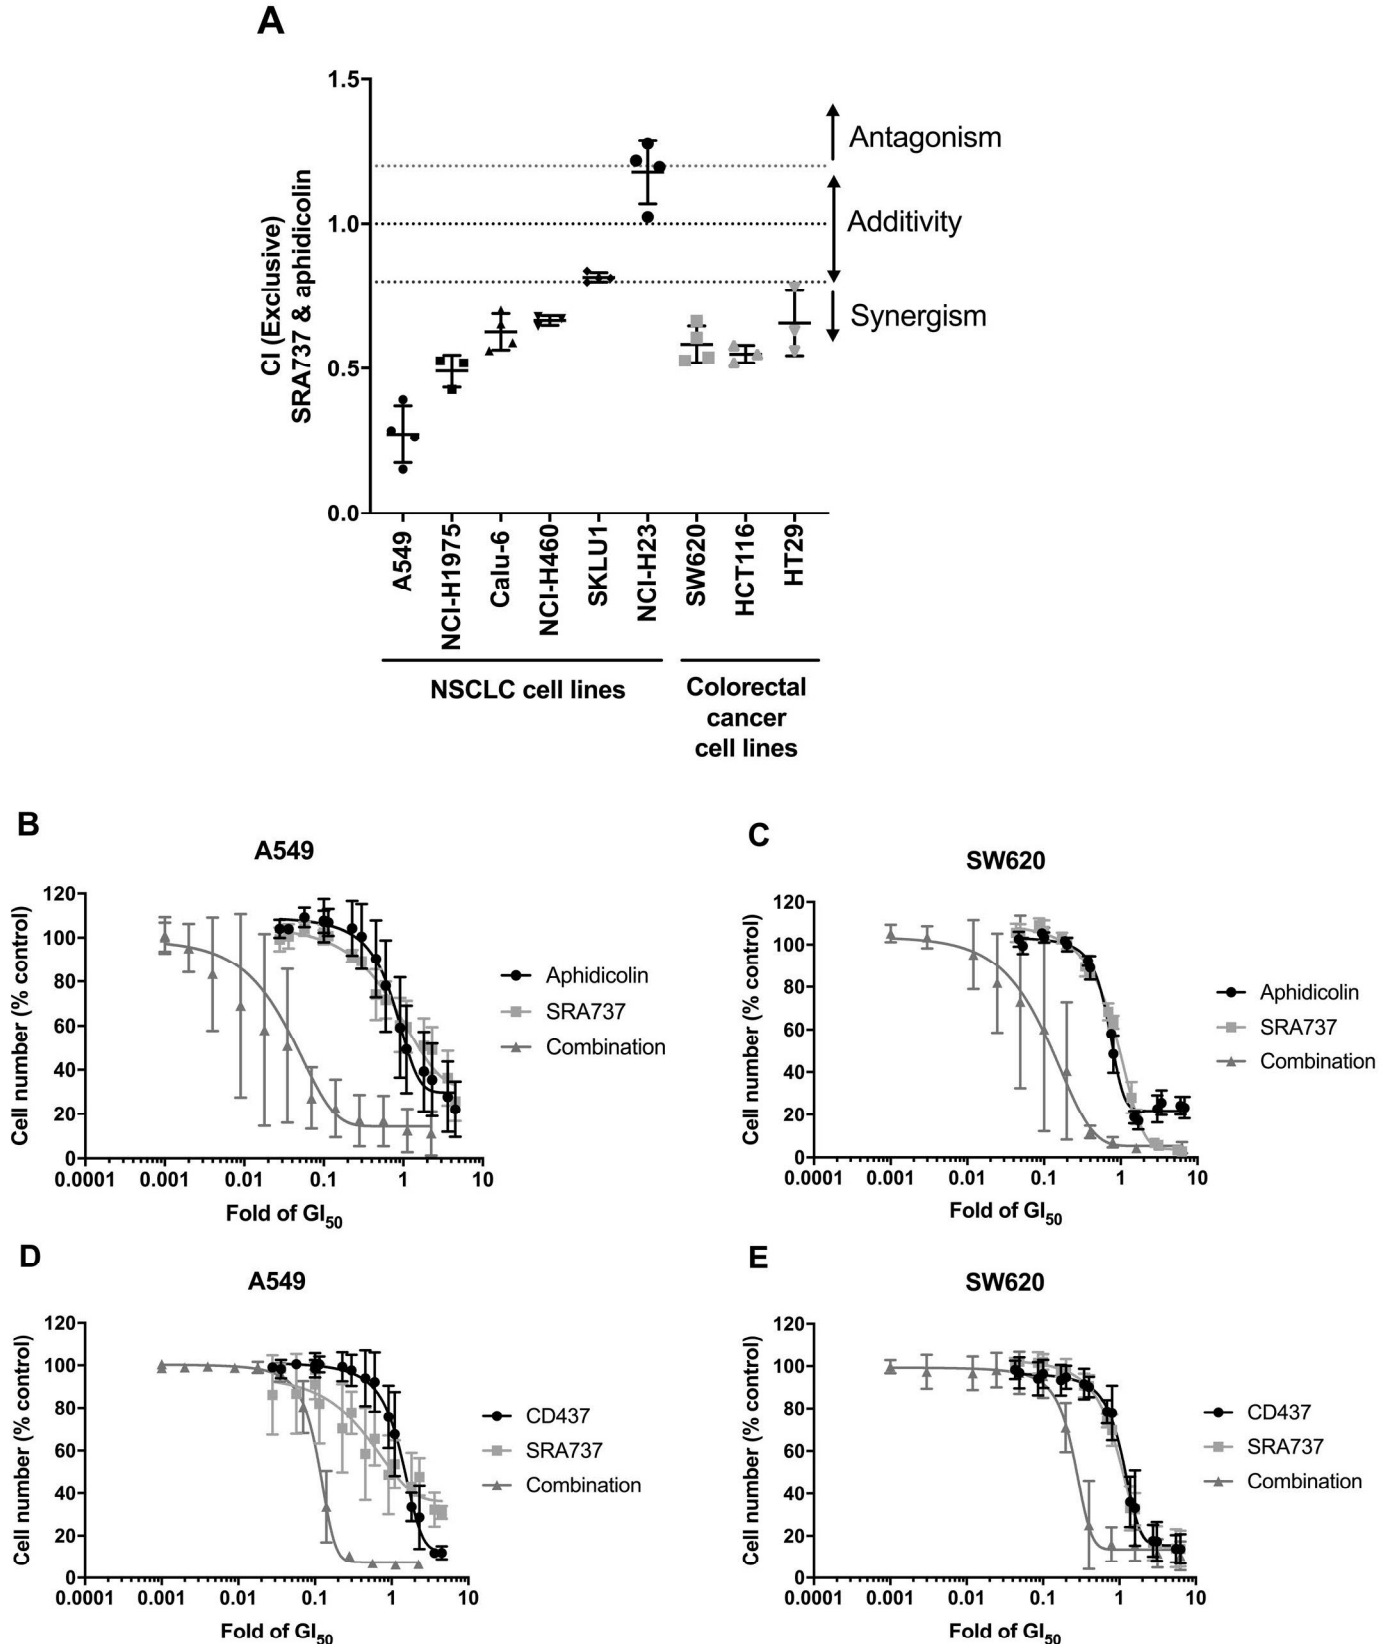 A
CI (Exclusive)
SRA737 & aphidicolin
1.5
1.0
0.5
0.0
Antagonism
Additivity
Synergism
A549
NCI-H1975
Calu-6
NCI-H460
SKLU1
NCI-H23
SW620
HCT116
HT29
NSCLC cell lines
Colorectal
cancer
cell lines
B
A549
Cell number (% control)
120
100
80
60
40
20
0
0.0001 0.001 0.01 0.1 1 10
Fold of GI50
Aphidicolin
SRA737
Combination
C
SW620
Cell number (% control)
120
100
80
60
40
20
0
0.0001 0.001 0.01 0.1 1 10
Fold of GI50
Aphidicolin
SRA737
Combination
D
A549
Cell number (% control)
120
100
80
60
40
20
0
0.0001 0.001 0.01 0.1 1 10
Fold of GI50
CD437
SRA737
Combination
E
SW620
Cell number (% control)
120
100
80
60
40
20
0
0.0001 0.001 0.01 0.1 1 10
Fold of GI50
CD437
SRA737
Combination